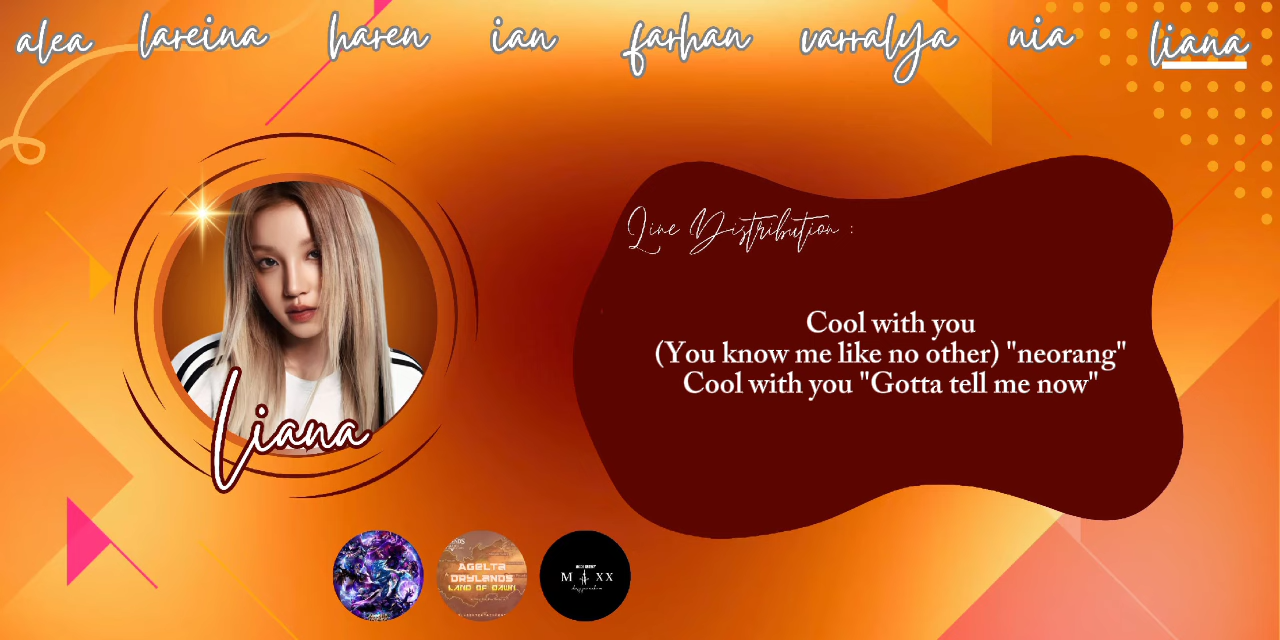 alea lareina haren ian farhan varralya nia liana
Line Distribution :
Cool with you
(You know me like no other) "neorang"
Cool with you "Gotta tell me now"
Liana
AGELTA
DRYLANDS
LAND OF DAWN
M XX